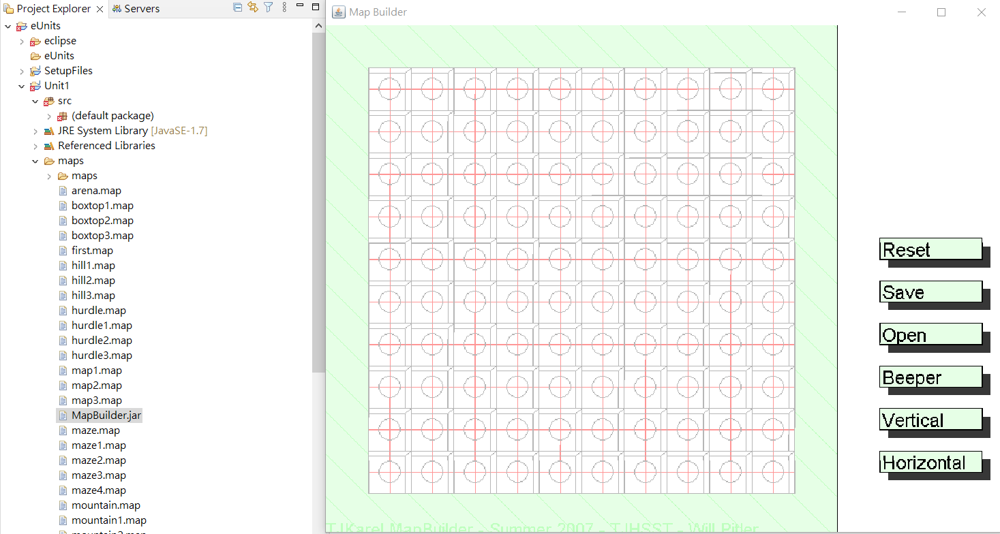 Project Explorer
Servers
eUnits
eclipse
eUnits
SetupFiles
Unit1
src
(default package)
JRE System Library [JavaSE-1.7]
Referenced Libraries
maps
maps
arena.map
boxtop1.map
boxtop2.map
boxtop3.map
first.map
hill1.map
hill2.map
hill3.map
hurdle.map
hurdle1.map
hurdle2.map
hurdle3.map
map1.map
map2.map
map3.map
MapBuilder.jar
maze.map
maze1.map
maze2.map
maze3.map
maze4.map
mountain.map
mountain1.map
mountain2.map
Map Builder
Reset
Save
Open
Beeper
Vertical
Horizontal
TJKarel MapBuilder - Summer 2007 - TJHSST - Will Pitler